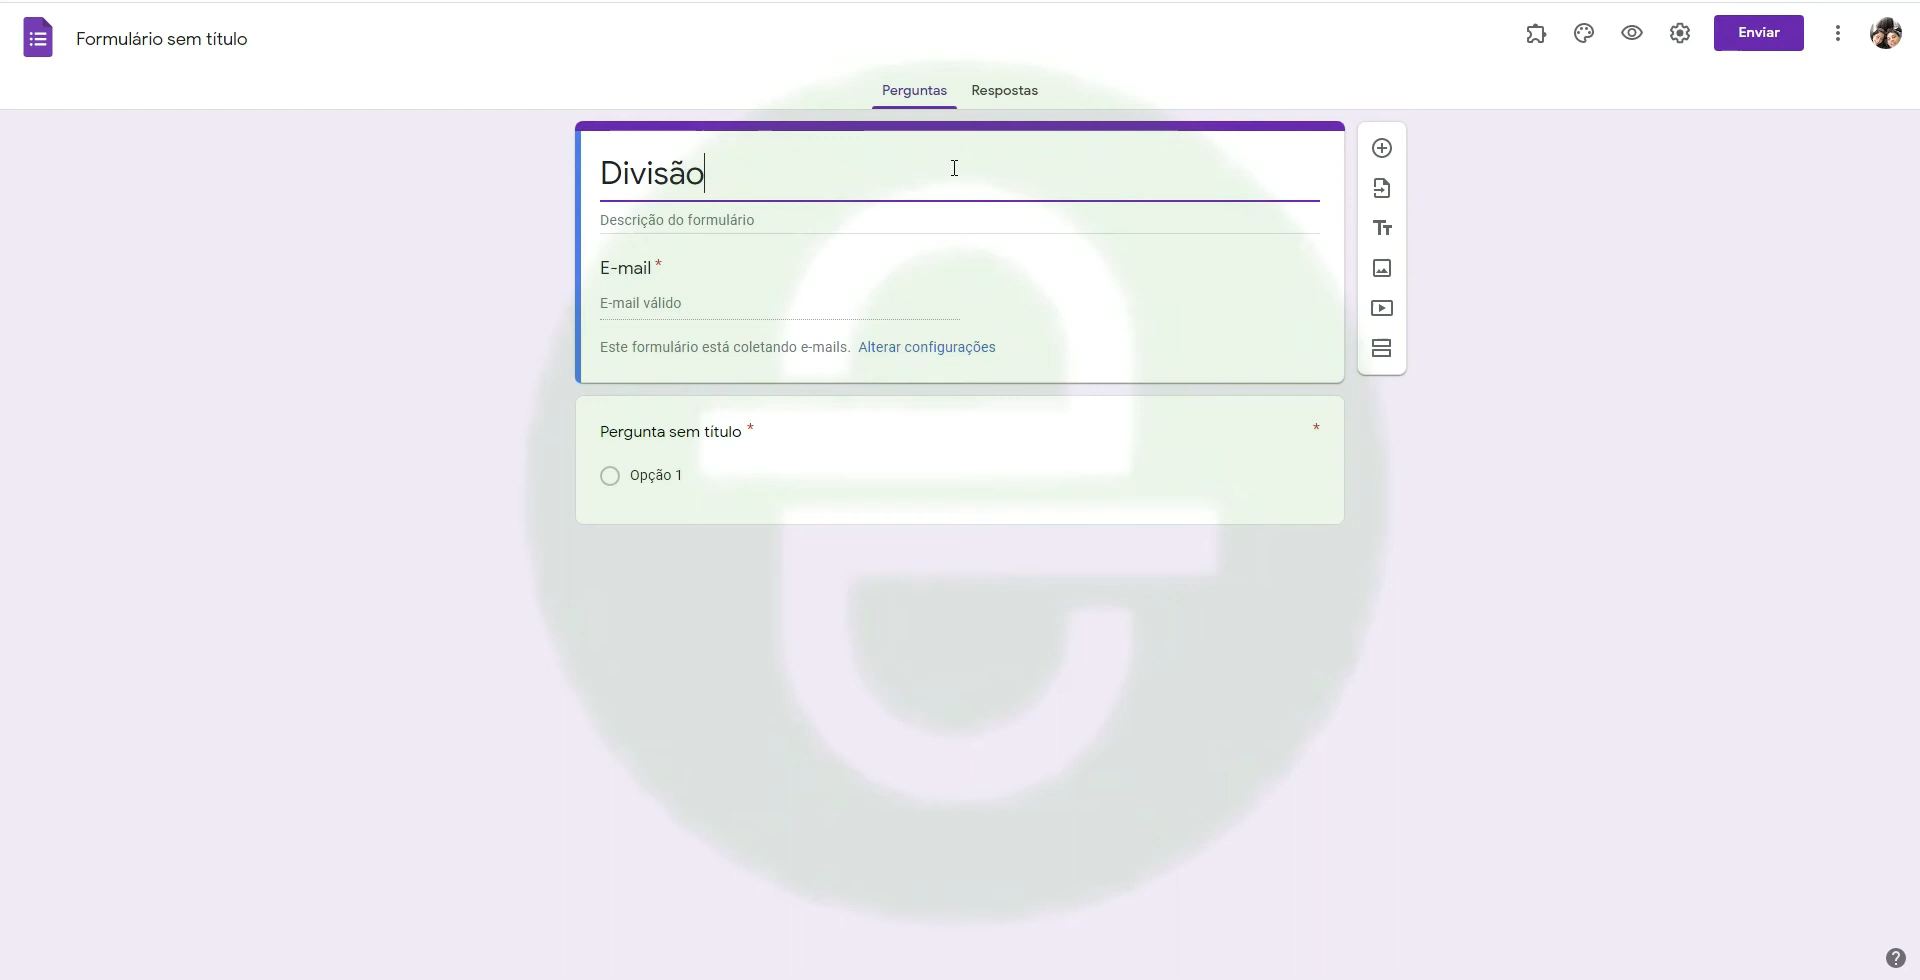 Formulário sem título
Enviar
Perguntas Respostas
Divisão
Descrição do formulário
E-mail *
E-mail válido
Este formulário está coletando e-mails. Alterar configurações
Pergunta sem título * *
Opção 1